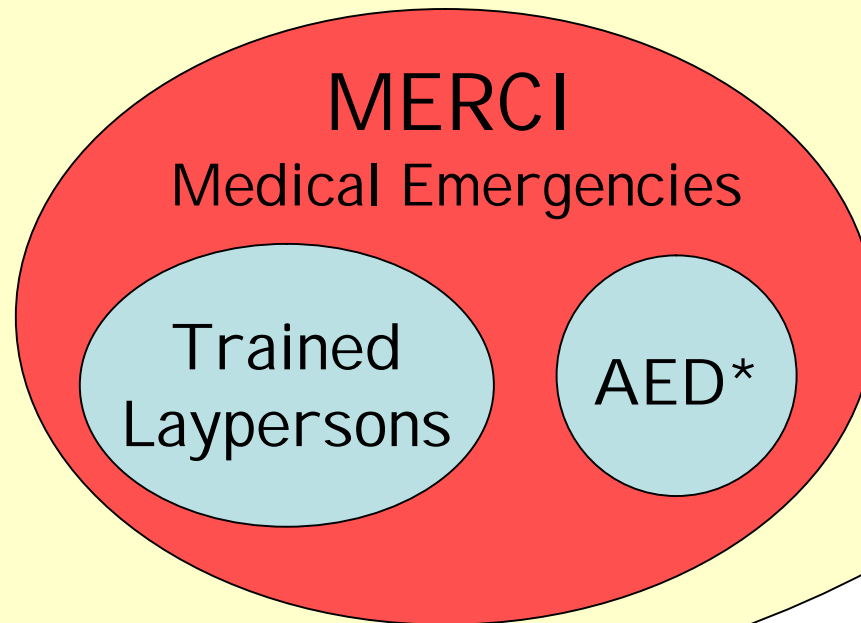 MERCI
Medical Emergencies
Trained
Laypersons
AED*